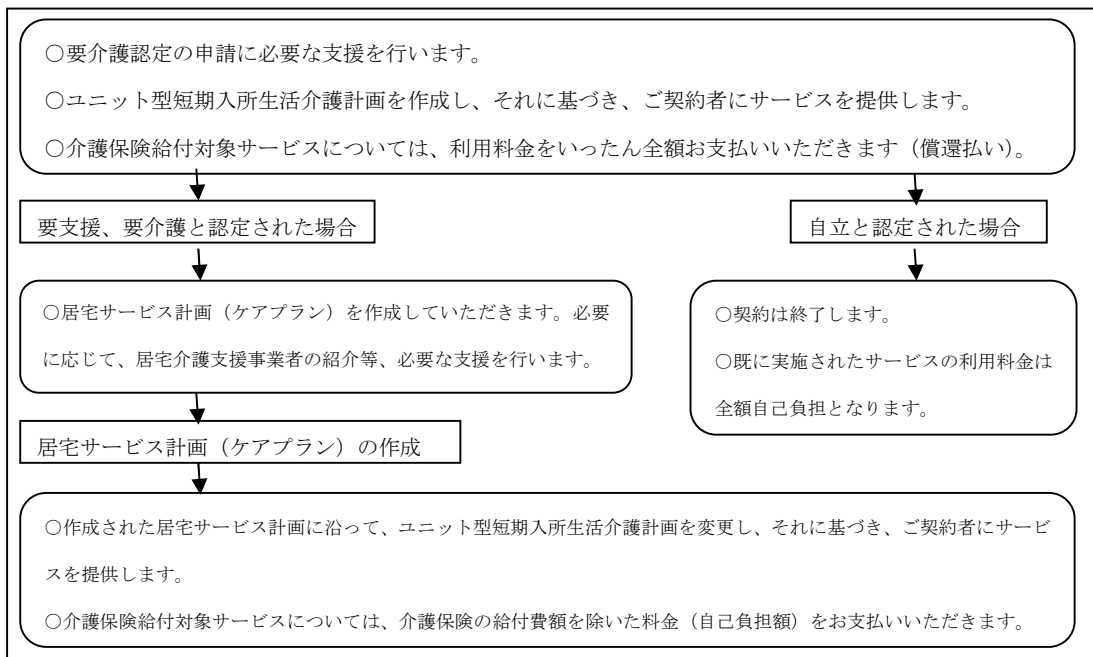 ○要介護認定の申請に必要な支援を行います。
○ユニット型短期入所生活介護計画を作成し、それに基づき、ご契約者にサービスを提供します。
○介護保険給付対象サービスについては、利用料金をいったん全額お支払いいただきます（償還払い）。
要支援、要介護と認定された場合
自立と認定された場合
○居宅サービス計画（ケアプラン）を作成していただきます。必要
に応じて、居宅介護支援事業者の紹介等、必要な支援を行います。
○契約は終了します。
○既に実施されたサービスの利用料金は
全額自己負担となります。
居宅サービス計画（ケアプラン）の作成
○作成された居宅サービス計画に沿って、ユニット型短期入所生活介護計画を変更し、それに基づき、ご契約者にサービ
スを提供します。
○介護保険給付対象サービスについては、介護保険の給付費額を除いた料金（自己負担額）をお支払いいただきます。